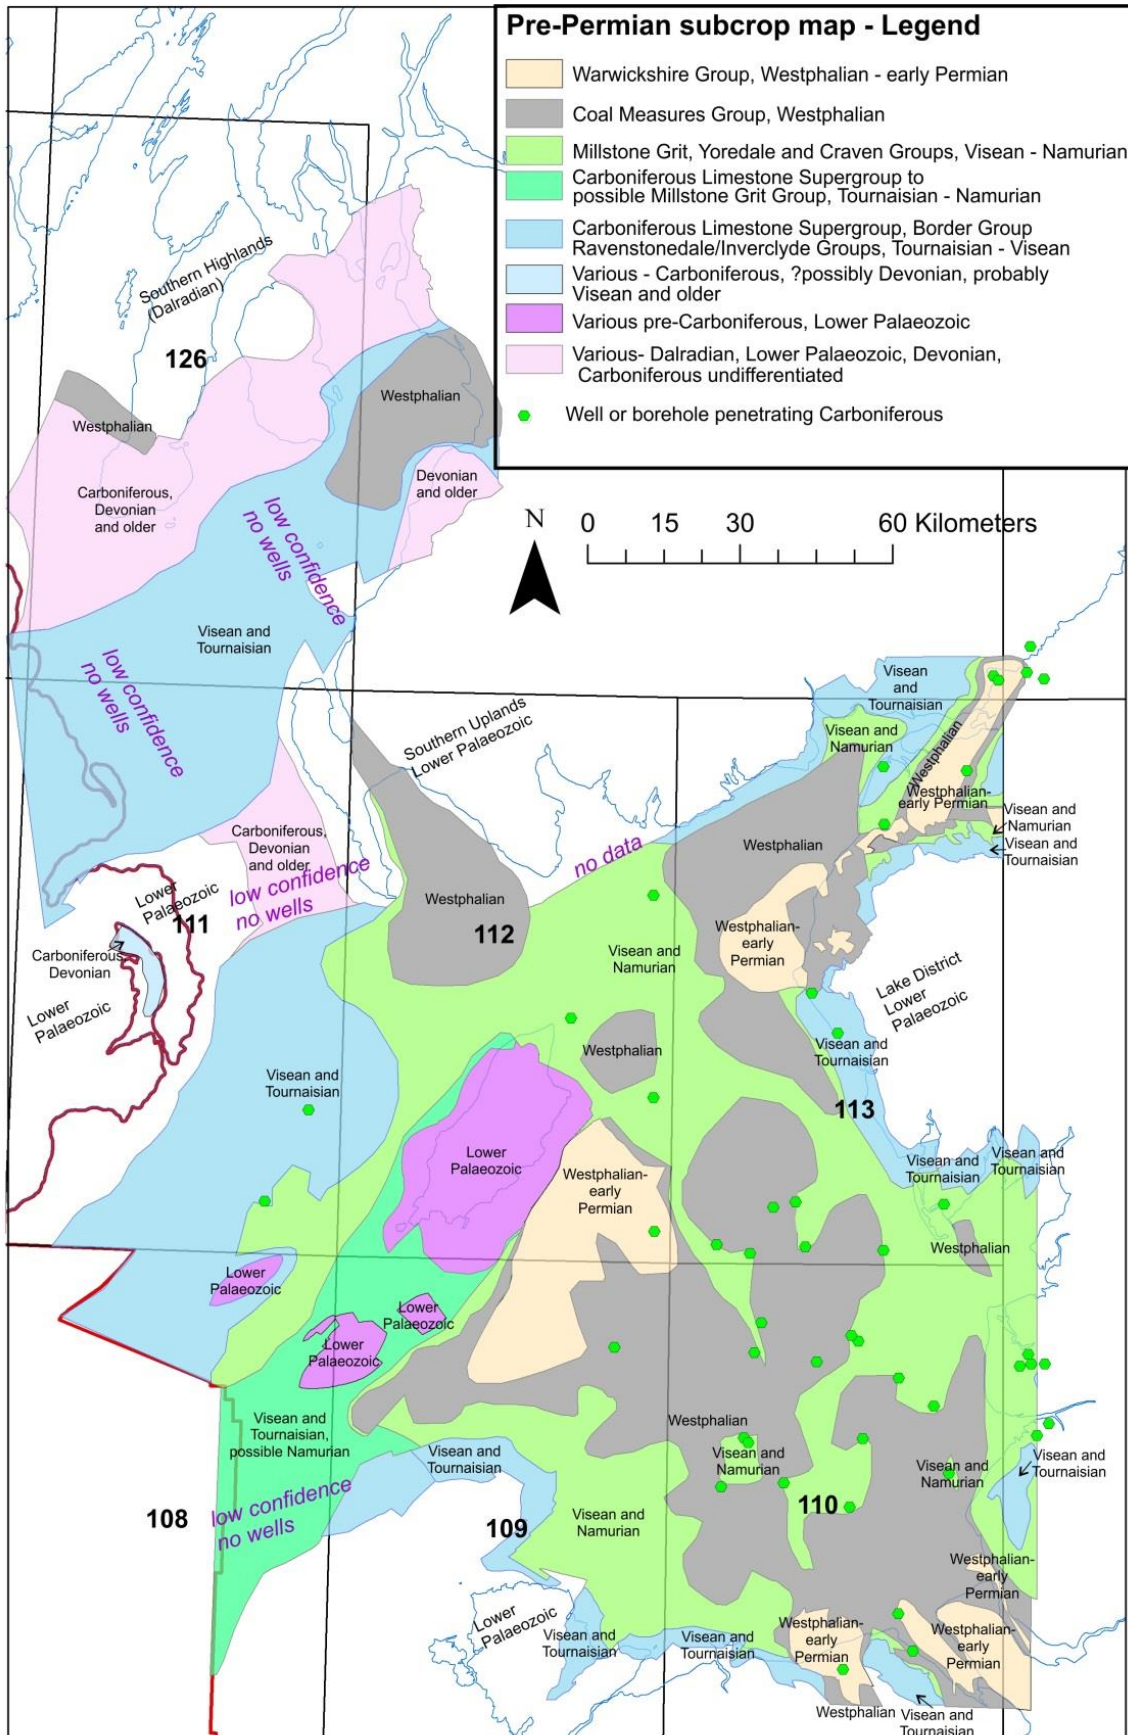 Pre-Permian subcrop map - Legend
Warwickshire Group, Westphalian - early Permian
Coal Measures Group, Westphalian
Millstone Grit, Yoredale and Craven Groups, Visean - Namurian
Carboniferous Limestone Supergroup to
possible Millstone Grit Group, Tournaisian - Namurian
Carboniferous Limestone Supergroup, Border Group
Ravenstonedale/Inverclyde Groups, Tournaisian - Visean
Various - Carboniferous, ?possibly Devonian, probably
Visean and older
Various pre-Carboniferous, Lower Palaeozoic
Various- Dalradian, Lower Palaeozoic, Devonian,
Carboniferous undifferentiated
Well or borehole penetrating Carboniferous
Southern Highlands
(Dalradian)
126
Westphalian
Westphalian
Carboniferous,
Devonian
and older
Devonian
and older
low confidence
no wells
N
0 15 30 60 Kilometers
Visean and
Tournaisian
low confidence
no wells
Southern Uplands
Lower Palaeozoic
Visean
and
Tournaisian
Visean and
Namurian
Westphalian
Westphalian-
early Permian
Visean and
Namurian
Visean and
Tournaisian
Carboniferous,
Devonian
and older
low confidence
no wells
no data
Westphalian
Lower
Palaeozoic
111
Westphalian
112
Carboniferous
Devonian
Lower
Palaeozoic
Visean and
Namurian
Westphalian-
early
Permian
Lake District
Lower
Palaeozoic
Westphalian
Visean and
Tournaisian
Visean and
Tournaisian
113
Lower
Palaeozoic
Westphalian-
early
Permian
Visean and
Tournaisian
Visean and
Tournaisian
Westphalian
Lower
Palaeozoic
Lower
Palaeozoic
Lower
Palaeozoic
Visean and
Tournaisian,
possible Namurian
Westphalian
Visean and
Namurian
Visean and
Tournaisian
Visean and
Namurian
Visean and
Tournaisian
low confidence
no wells
108
109
Visean and
Namurian
110
Westphalian-
early
Permian
Lower
Palaeozoic
Visean and
Tournaisian
Visean and
Tournaisian
Westphalian-
early
Permian
Westphalian-
early
Permian
Westphalian
Visean and
Tournaisian